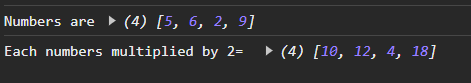 Numbers are ▶ (4) [5, 6, 2, 9]
Each numbers multiplied by 2= ▶ (4) [10, 12, 4, 18]